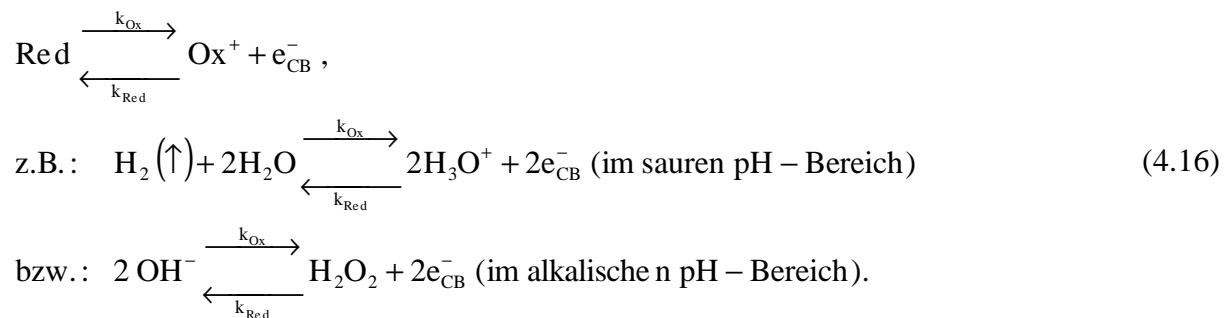 Red ⇄ Ox⁺ + e⁻_CB , (k_Ox / k_Red)
z.B.: H₂(↑) + 2H₂O ⇄ 2H₃O⁺ + 2e⁻_CB (im sauren pH – Bereich) (4.16) (k_Ox / k_Red)
bzw.: 2 OH⁻ ⇄ H₂O₂ + 2e⁻_CB (im alkalischen pH – Bereich). (k_Ox / k_Red)